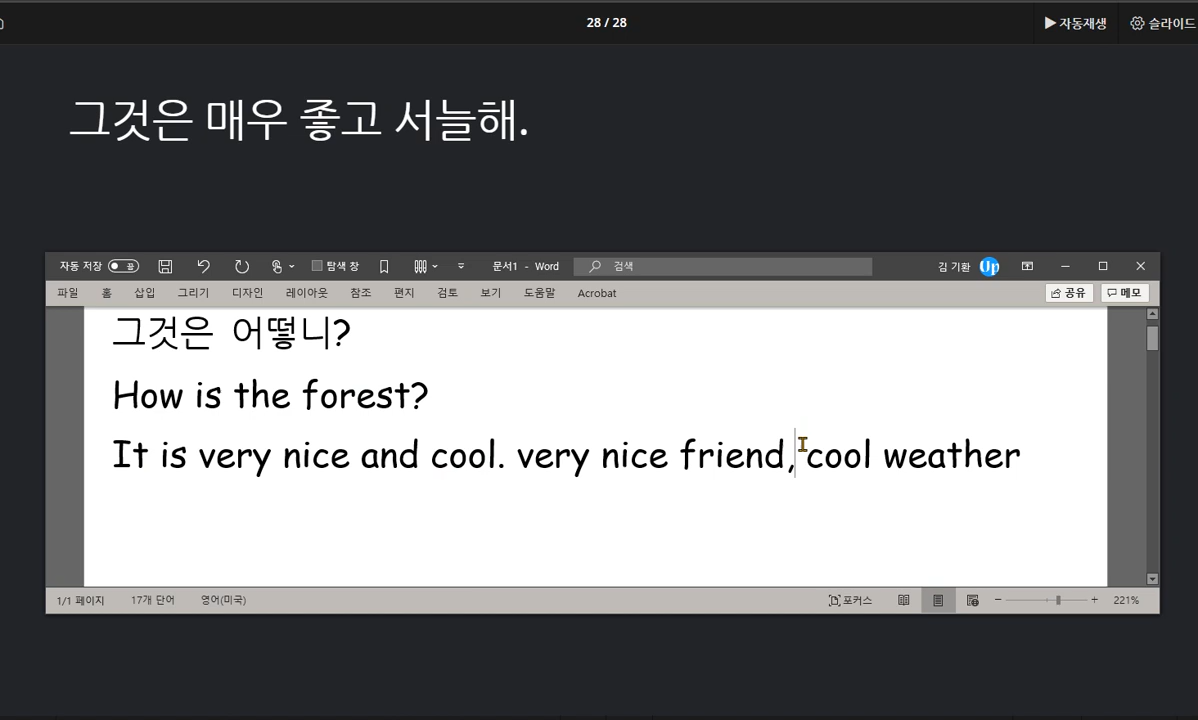 28 / 28
▶자동재생
슬라이드
그것은 매우 좋고 서늘해.
자동 저장 끔 탐색 창 문서1 - Word 검색 김 기환 Up
파일 홈 삽입 그리기 디자인 레이아웃 참조 편지 검토 보기 도움말 Acrobat 공유 메모
그것은 어떻니?
How is the forest?
It is very nice and cool. very nice friend, cool weather
1/1 페이지 17개 단어 영어(미국) 포커스 221%